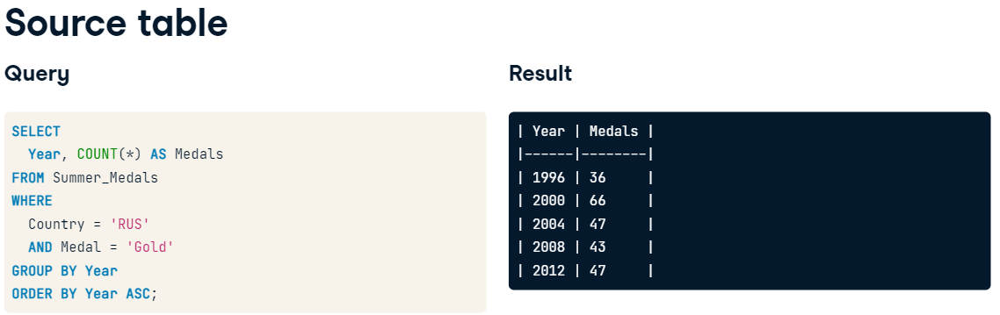 Source table
Query
SELECT
Year, COUNT(*) AS Medals
FROM Summer_Medals
WHERE
Country = 'RUS'
AND Medal = 'Gold'
GROUP BY Year
ORDER BY Year ASC;
Result
| Year | Medals |
|------|--------|
| 1996 | 36     |
| 2000 | 66     |
| 2004 | 47     |
| 2008 | 43     |
| 2012 | 47     |